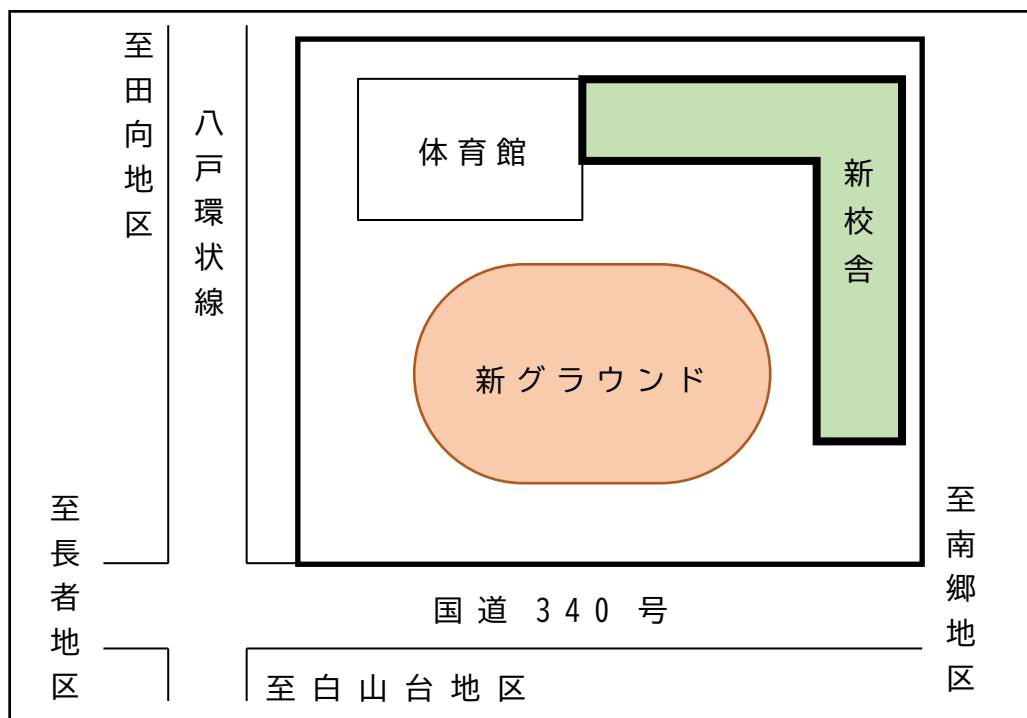 至田向地区
八戸環状線
体育館
新校舎
新グラウンド
至長者地区
至南郷地区
国道 340 号
至白山台地区